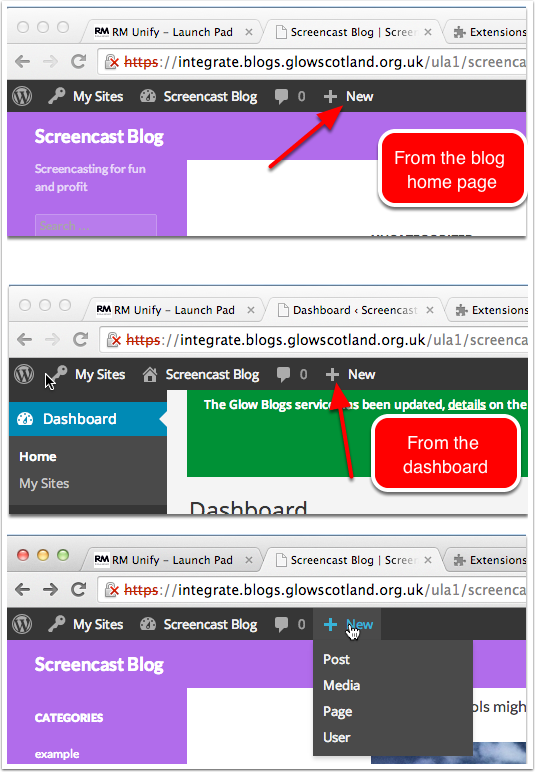 RM RM Unify – Launch Pad Screencast Blog | Screen Extensions
https://integrate.blogs.glowscotland.org.uk/ula1/screenca
My Sites Screencast Blog 0 + New
Screencast Blog
Screencasting for fun
and profit
Search ...
From the blog
home page
RM RM Unify – Launch Pad Dashboard ‹ Screencast Extensions
https://integrate.blogs.glowscotland.org.uk/ula1/screenca
My Sites Screencast Blog 0 + New
The Glow Blogs service has been updated, details on the
Dashboard
Home
My Sites
From the
dashboard
Dashboard
RM RM Unify – Launch Pad Screencast Blog | Screen Extensions
https://integrate.blogs.glowscotland.org.uk/ula1/screenca
My Sites Screencast Blog 0 + New
Screencast Blog
Post
Media
Page
User
CATEGORIES
example
ols migh